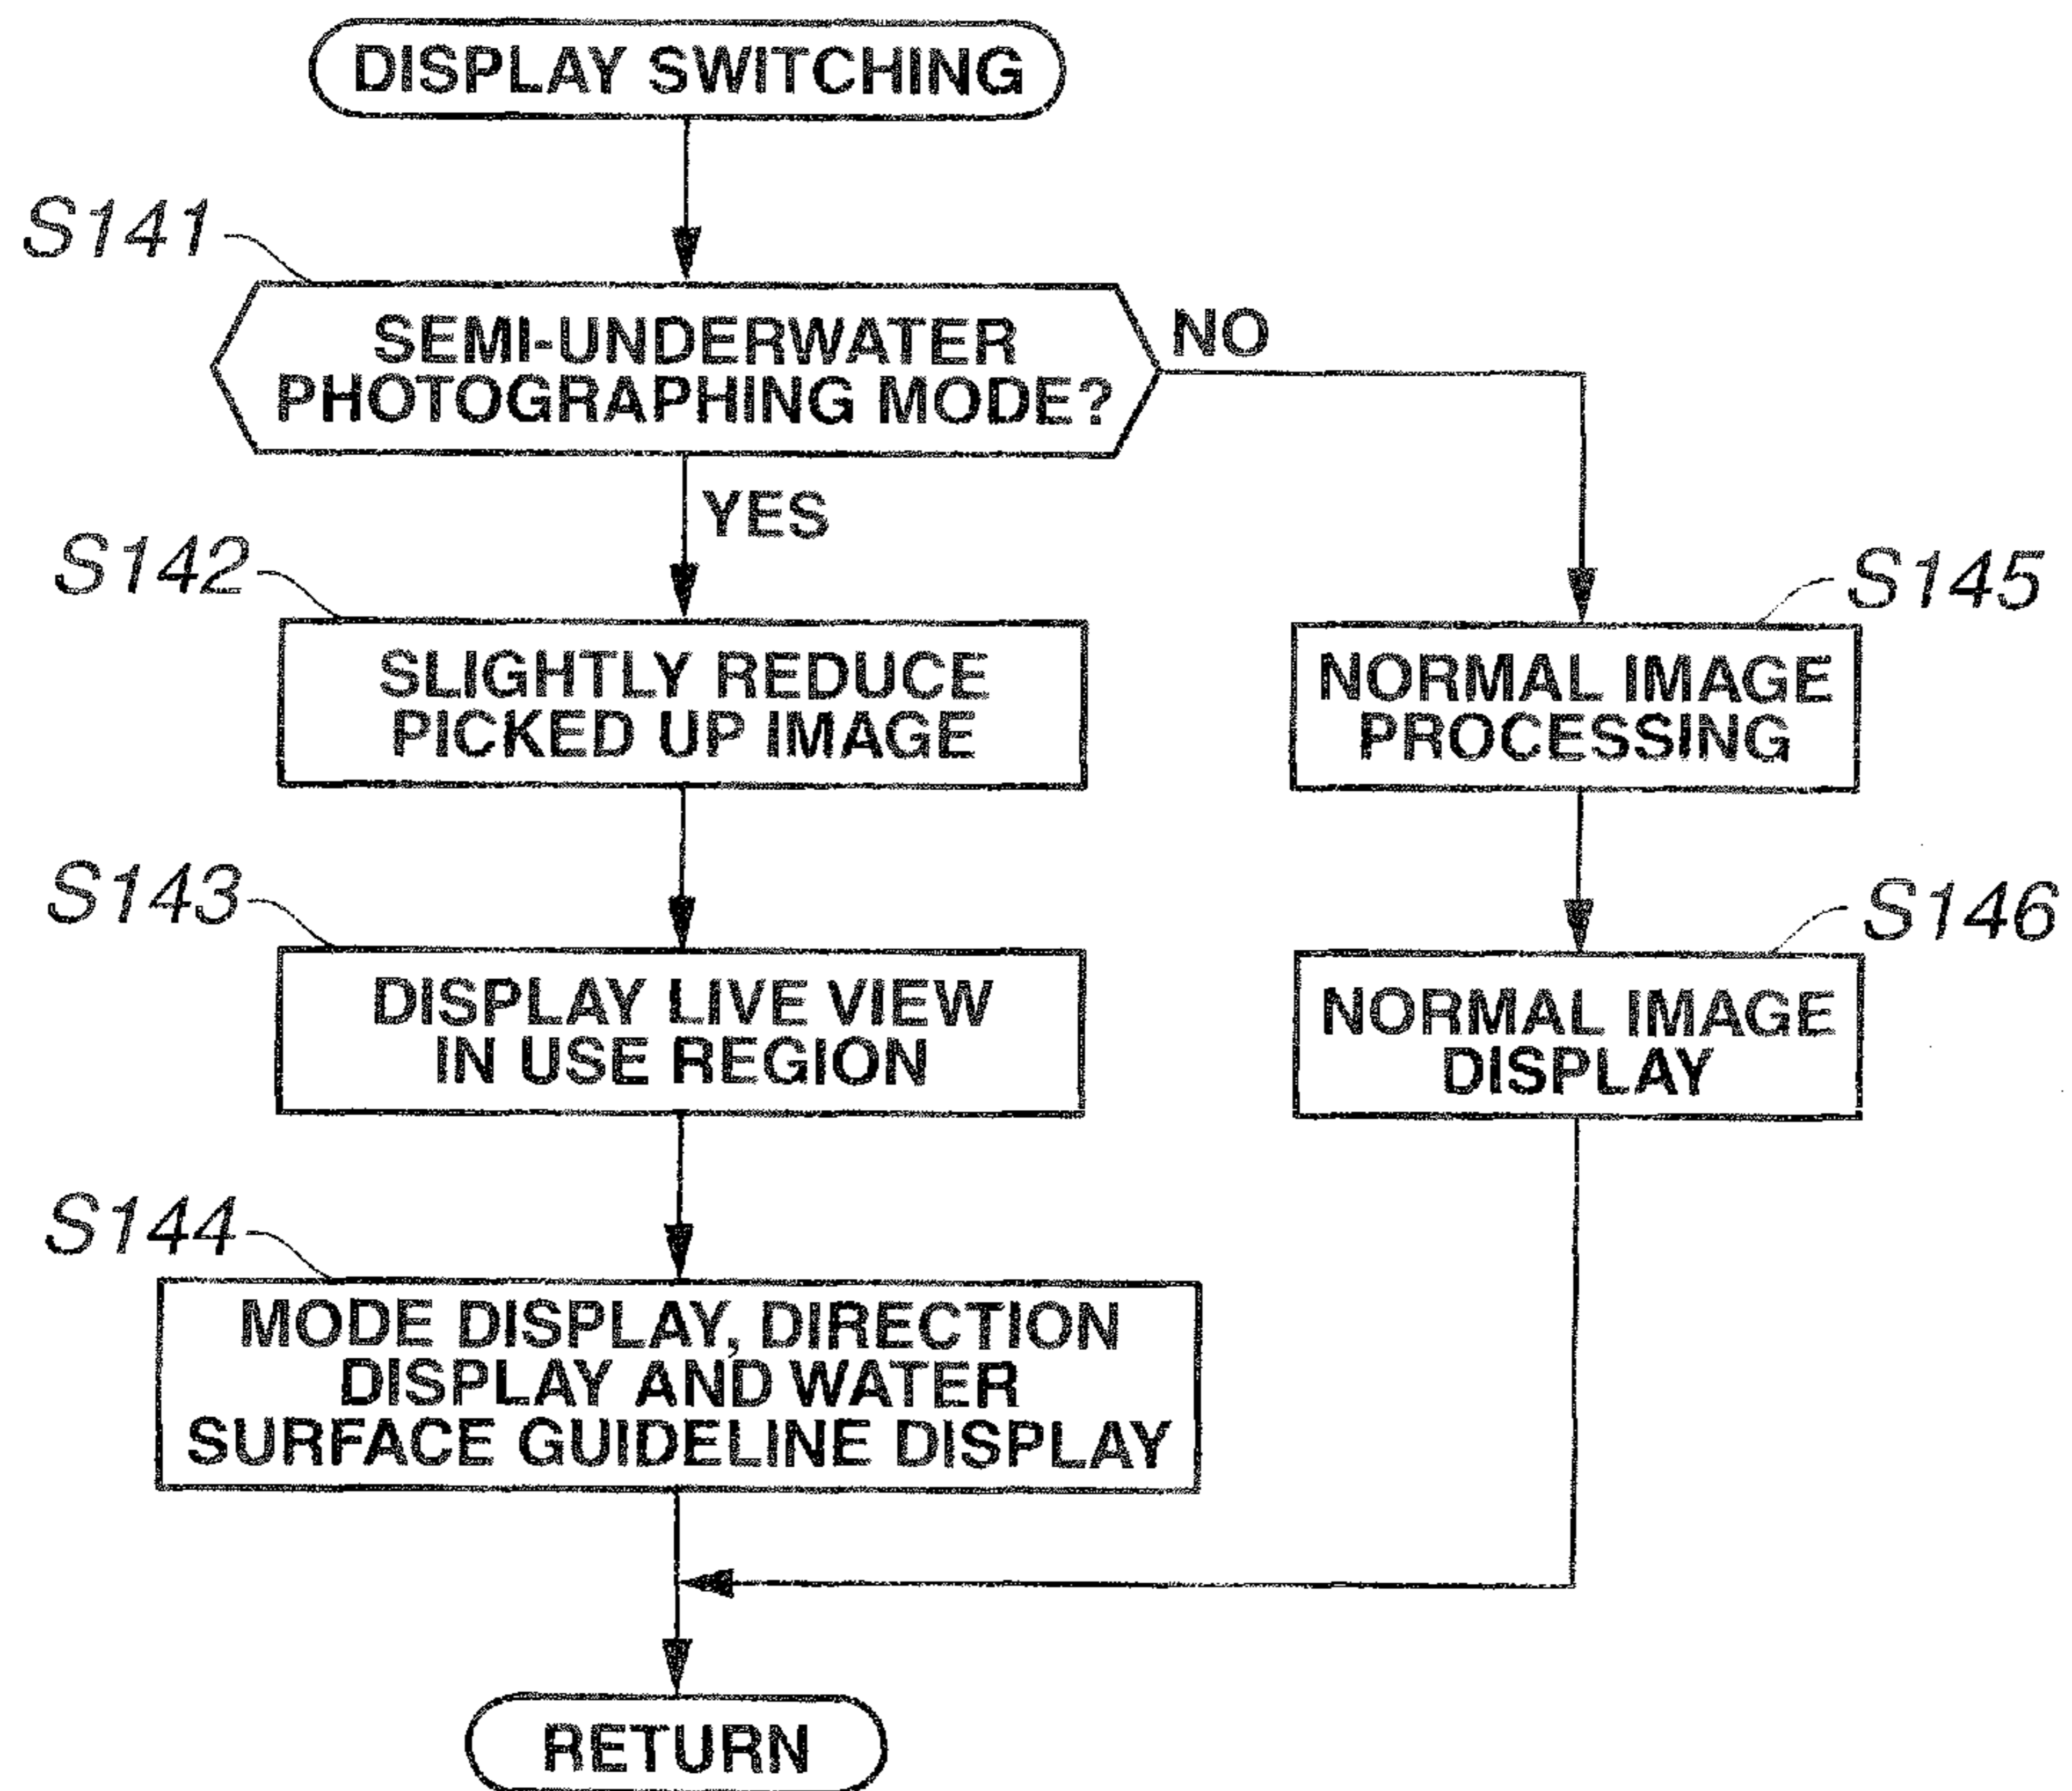 DISPLAY SWITCHING
S141
SEMI-UNDERWATER
PHOTOGRAPHING MODE?
NO
YES
S142
SLIGHTLY REDUCE
PICKED UP IMAGE
S145
NORMAL IMAGE
PROCESSING
S143
DISPLAY LIVE VIEW
IN USE REGION
S146
NORMAL IMAGE
DISPLAY
S144
MODE DISPLAY, DIRECTION
DISPLAY AND WATER
SURFACE GUIDELINE DISPLAY
RETURN